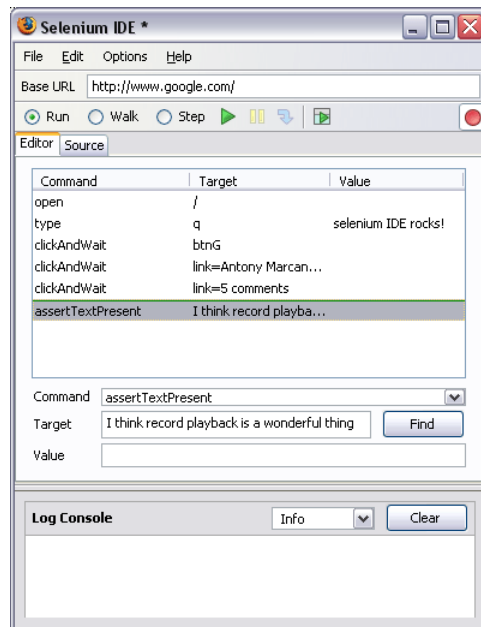 Selenium IDE *
File Edit Options Help
Base URL http://www.google.com/
Run Walk Step
Editor Source
Command Target Value
open /
type q selenium IDE rocks!
clickAndWait btnG
clickAndWait link=Antony Marcan...
clickAndWait link=5 comments
assertTextPresent I think record playba...
Command assertTextPresent
Target I think record playback is a wonderful thing Find
Value
Log Console Info Clear